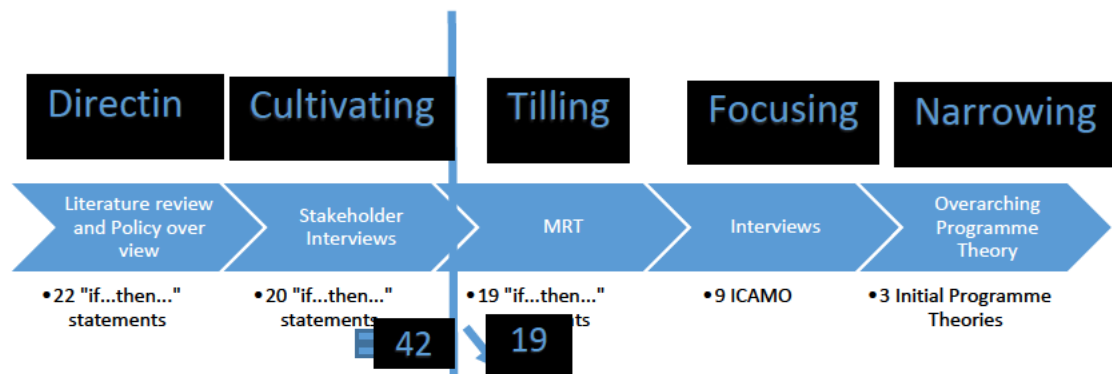 Directin
Cultivating
Tilling
Focusing
Narrowing
Literature review
and Policy over
view
Stakeholder
Interviews
MRT
Interviews
Overarching
Programme
Theory
•22 "if...then..."
statements
•20 "if...then..."
statements
•19 "if...then..."
•9 ICAMO
•3 Initial Programme
Theories
= 42
19